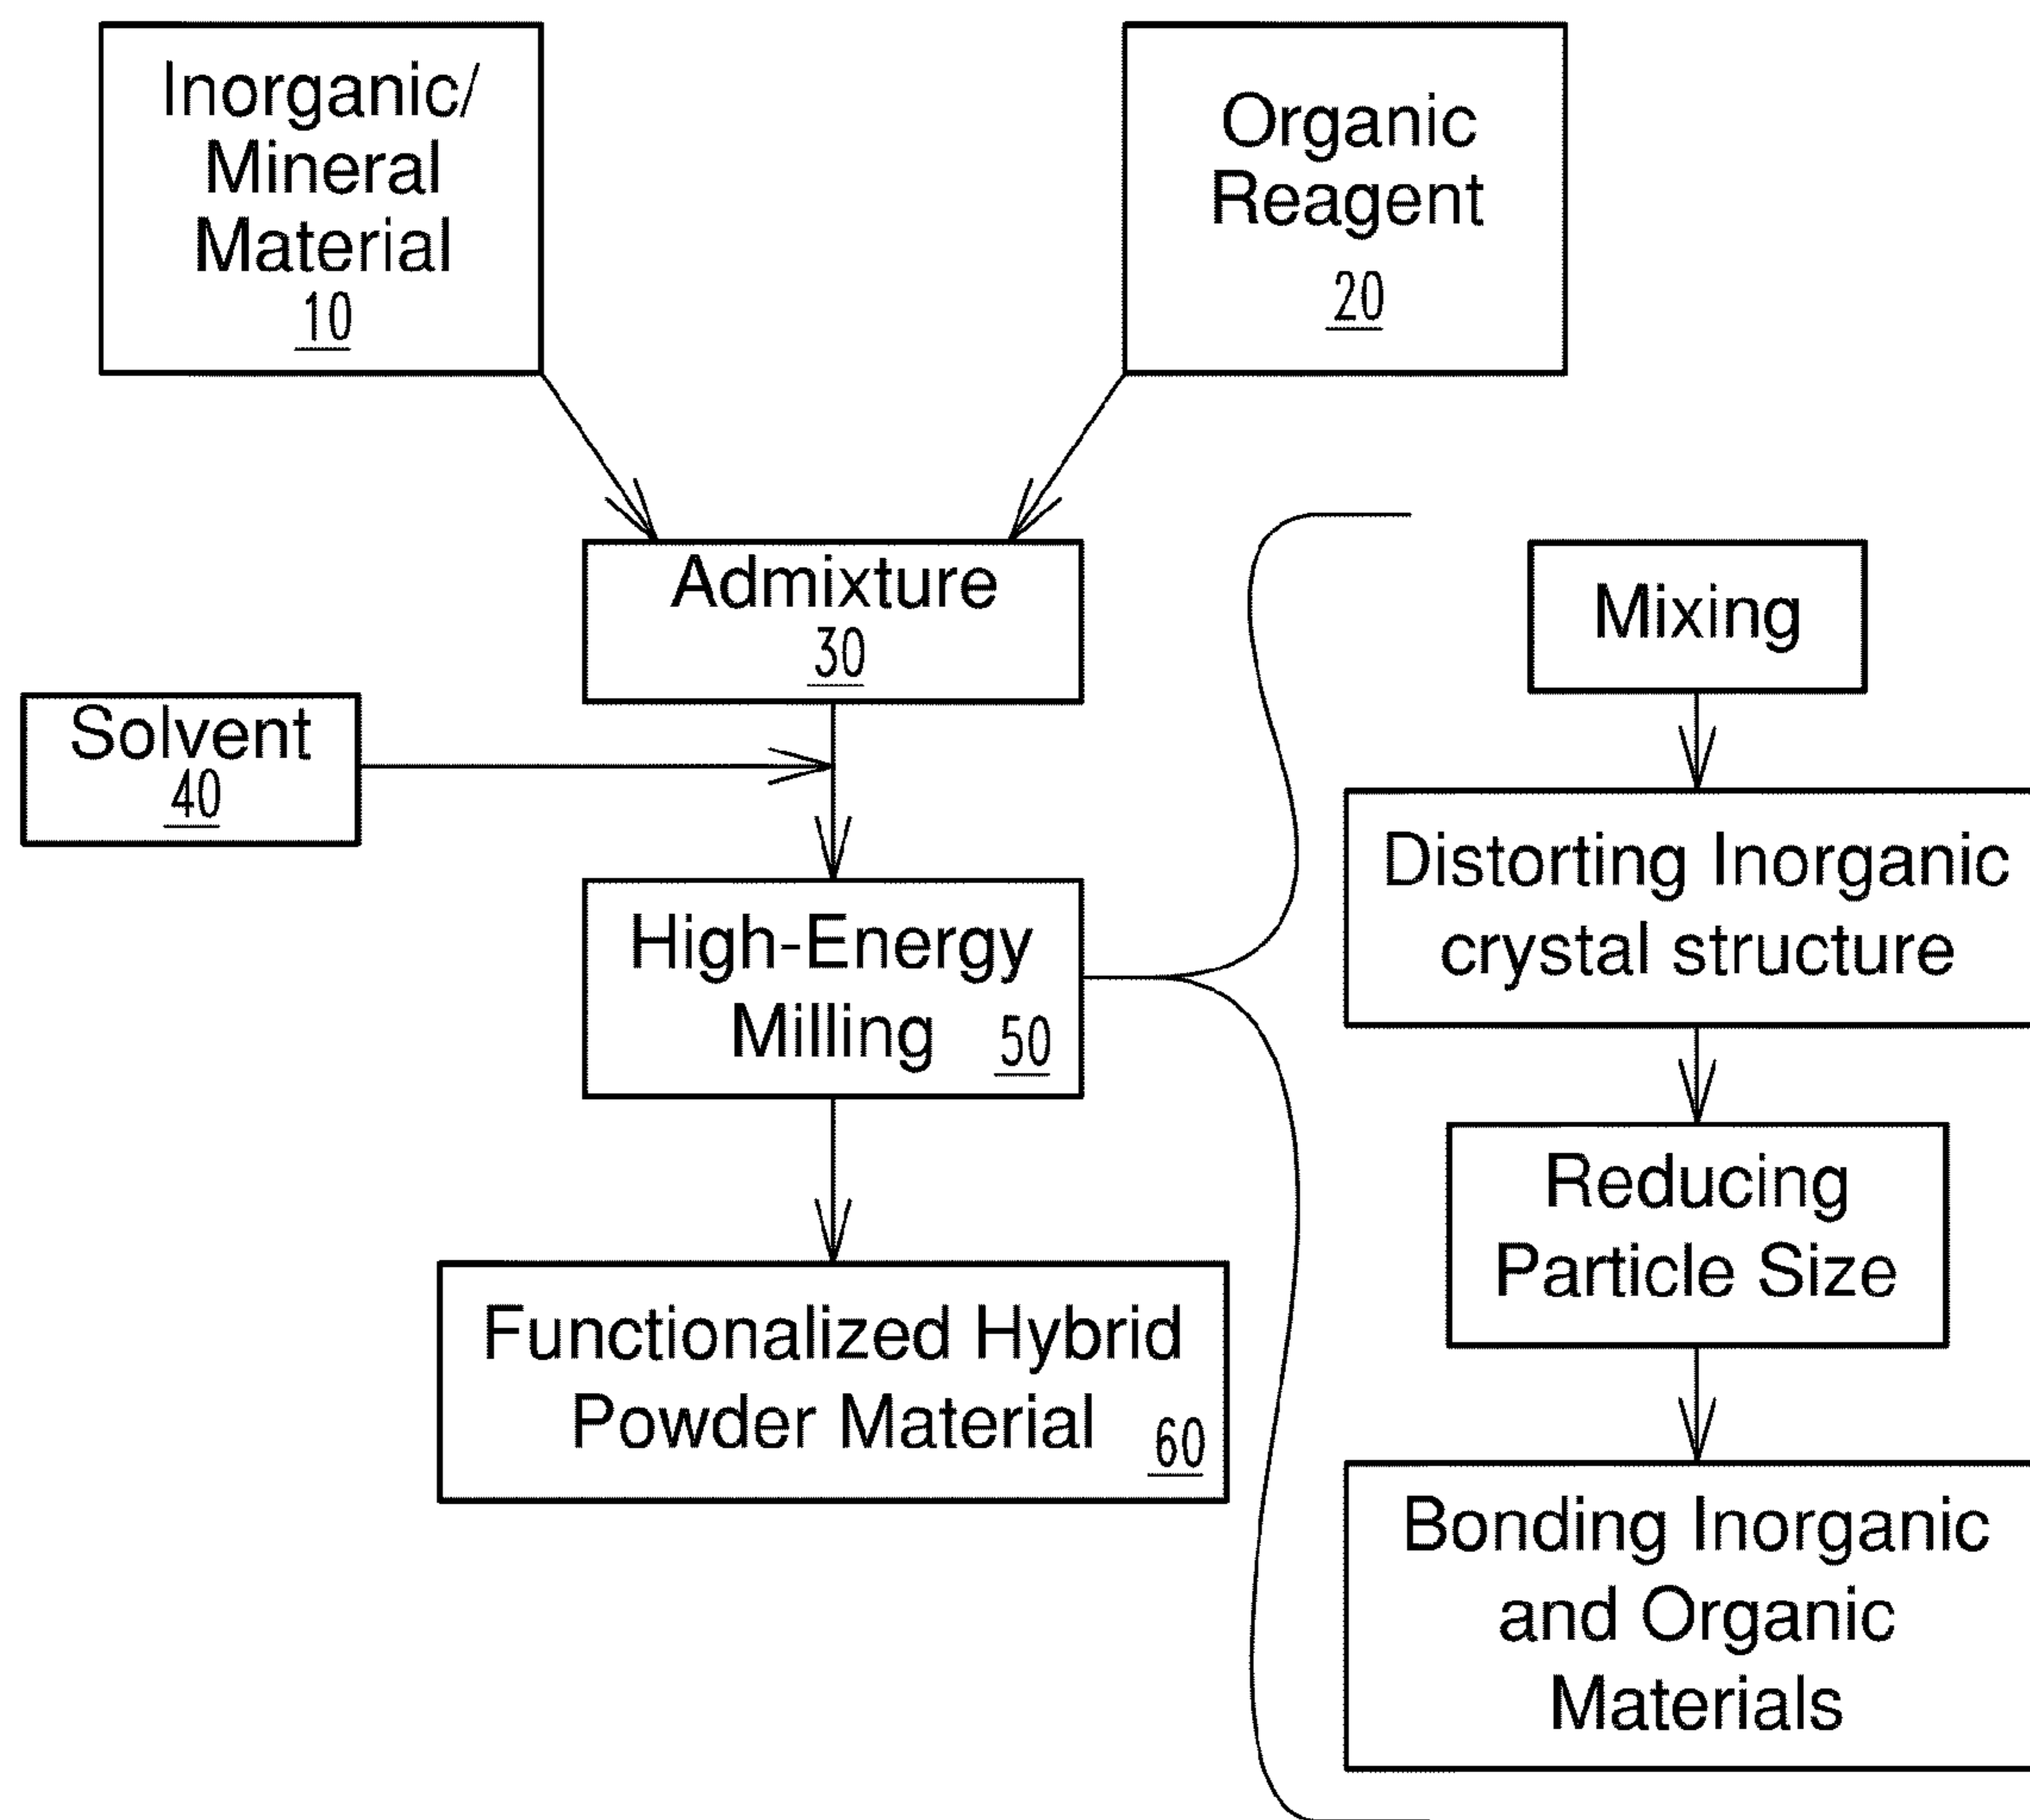 Inorganic/
Mineral
Material
10
Organic
Reagent
20
Admixture
30
Solvent
40
High-Energy
Milling 50
Functionalized Hybrid
Powder Material 60
Mixing
Distorting Inorganic
crystal structure
Reducing
Particle Size
Bonding Inorganic
and Organic
Materials